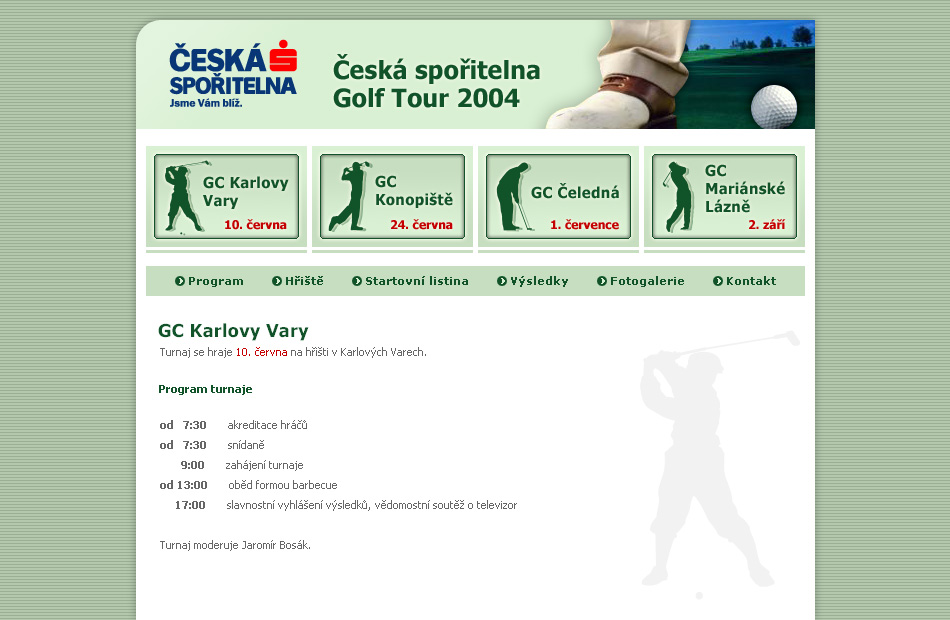 ČESKÁ
SPOŘITELNA
Jsme Vám blíž.
Česká spořitelna
Golf Tour 2004
GC Karlovy
Vary
10. června
GC
Konopiště
24. června
GC Čeledná
1. července
GC
Mariánské
Lázně
2. září
Program Hřiště Startovní listina Výsledky Fotogalerie Kontakt
GC Karlovy Vary
Turnaj se hraje 10. června na hřišti v Karlových Varech.
Program turnaje
od 7:30 akreditace hráčů
od 7:30 snídaně
9:00 zahájení turnaje
od 13:00 oběd formou barbecue
17:00 slavnostní vyhlášení výsledků, vědomostní soutěž o televizor
Turnaj moderuje Jaromír Bosák.